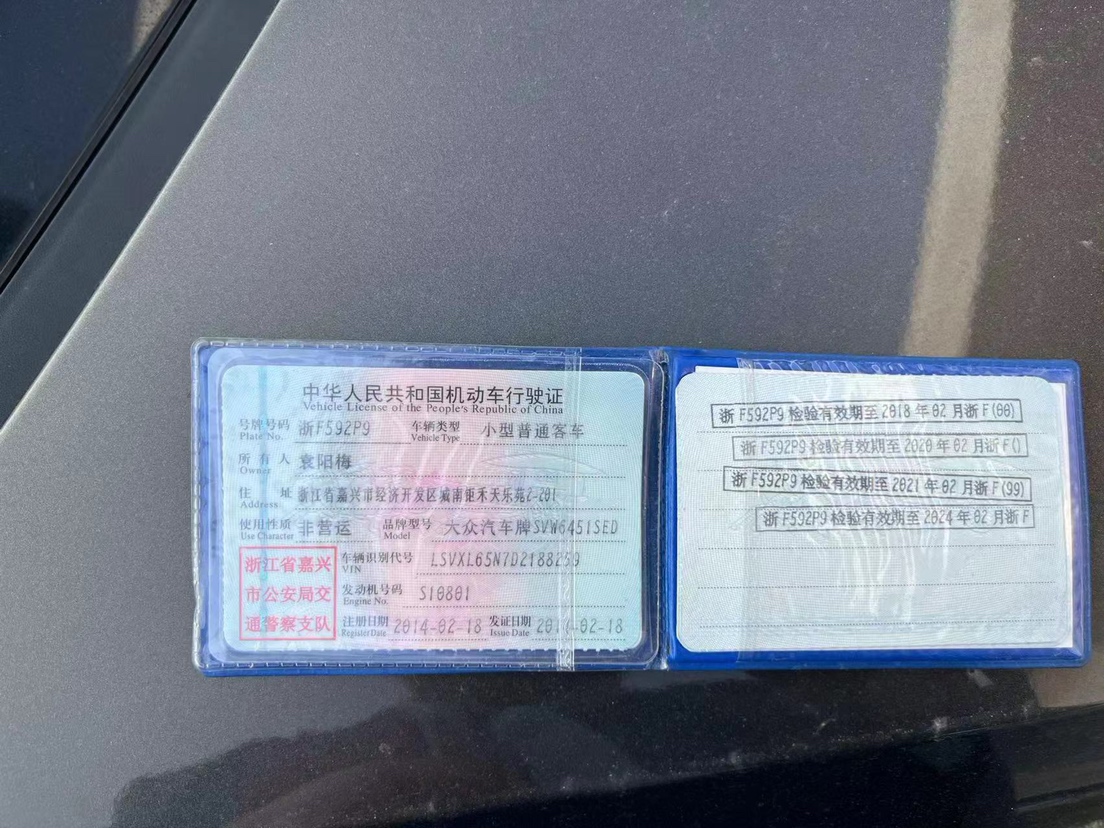 中华人民共和国机动车行驶证
Vehicle License of the People's Republic of China
号牌号码 浙F592P9 车辆类型 小型普通客车
Plate No. Vehicle Type
所有人 袁阳梅
Owner
住址 浙江省嘉兴市经济开发区城南钜禾天乐苑2-201
Address
使用性质 非营运 品牌型号 大众汽车牌SVW6451SED
Use Character Model
浙江省嘉兴
市公安局交
通警察支队
车辆识别代号 LSVXL65N7D2188259
VIN
发动机号码 S10801
Engine No.
注册日期 2014-02-18 发证日期 2014-02-18
Register Date Issue Date
浙F592P9检验有效期至2018年02月浙F(00)
浙F592P9检验有效期至2020年02月浙F()
浙F592P9检验有效期至2021年02月浙F(99)
浙F592P9检验有效期至2024年02月浙F